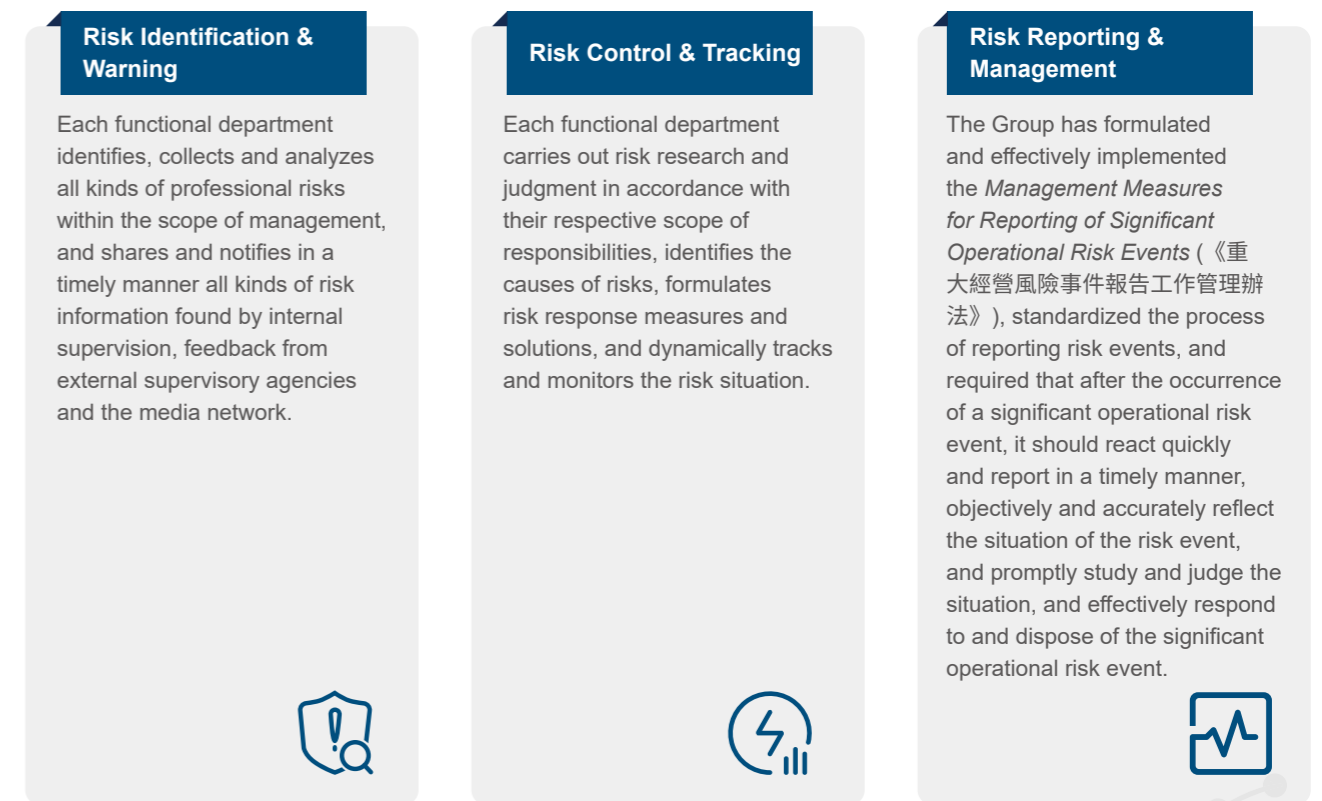 Risk Identification &
Warning
Each functional department
identifies, collects and analyzes
all kinds of professional risks
within the scope of management,
and shares and notifies in a
timely manner all kinds of risk
information found by internal
supervision, feedback from
external supervisory agencies
and the media network.
Risk Control & Tracking
Each functional department
carries out risk research and
judgment in accordance with
their respective scope of
responsibilities, identifies the
causes of risks, formulates
risk response measures and
solutions, and dynamically tracks
and monitors the risk situation.
Risk Reporting &
Management
The Group has formulated
and effectively implemented
the Management Measures
for Reporting of Significant
Operational Risk Events (《重
大經營風險事件報告工作管理辦
法》), standardized the process
of reporting risk events, and
required that after the occurrence
of a significant operational risk
event, it should react quickly
and report in a timely manner,
objectively and accurately reflect
the situation of the risk event,
and promptly study and judge the
situation, and effectively respond
to and dispose of the significant
operational risk event.